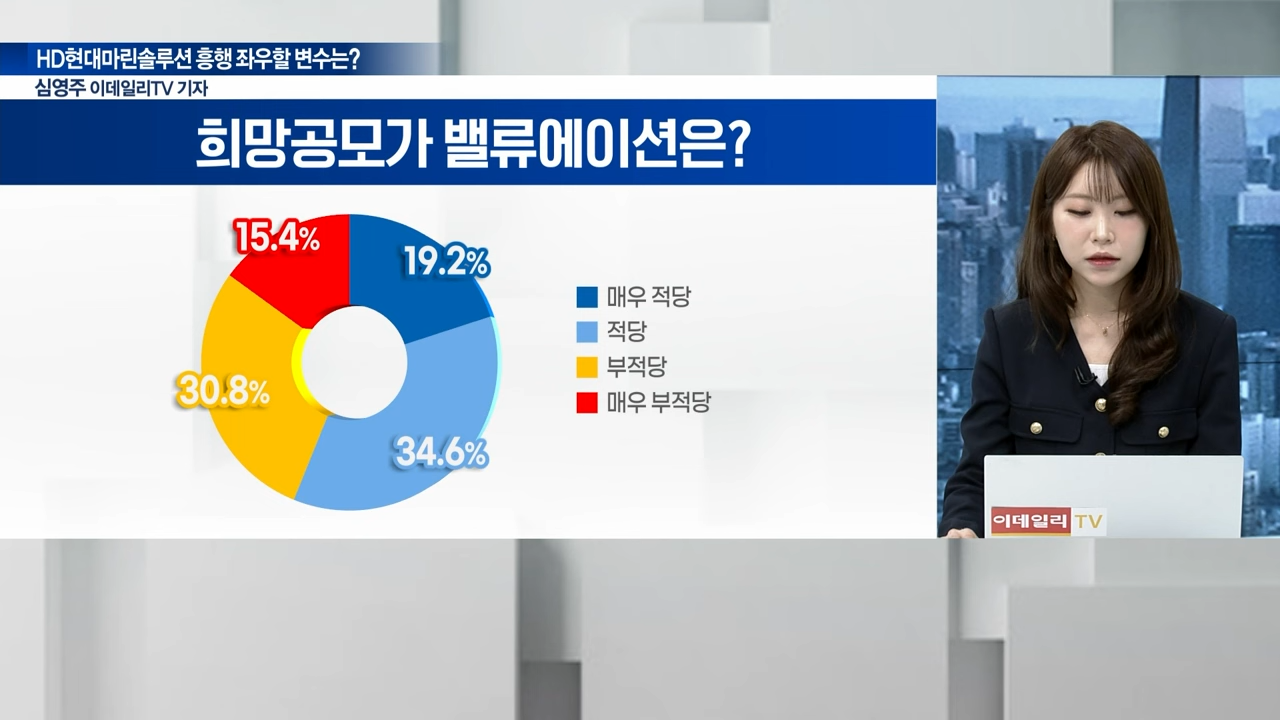 HD현대마린솔루션 흥행 좌우할 변수는?
심영주 이데일리TV 기자
희망공모가 밸류에이션은?
15.4%
19.2%
30.8%
34.6%
매우 적당
적당
부적당
매우 부적당
이데일리 TV